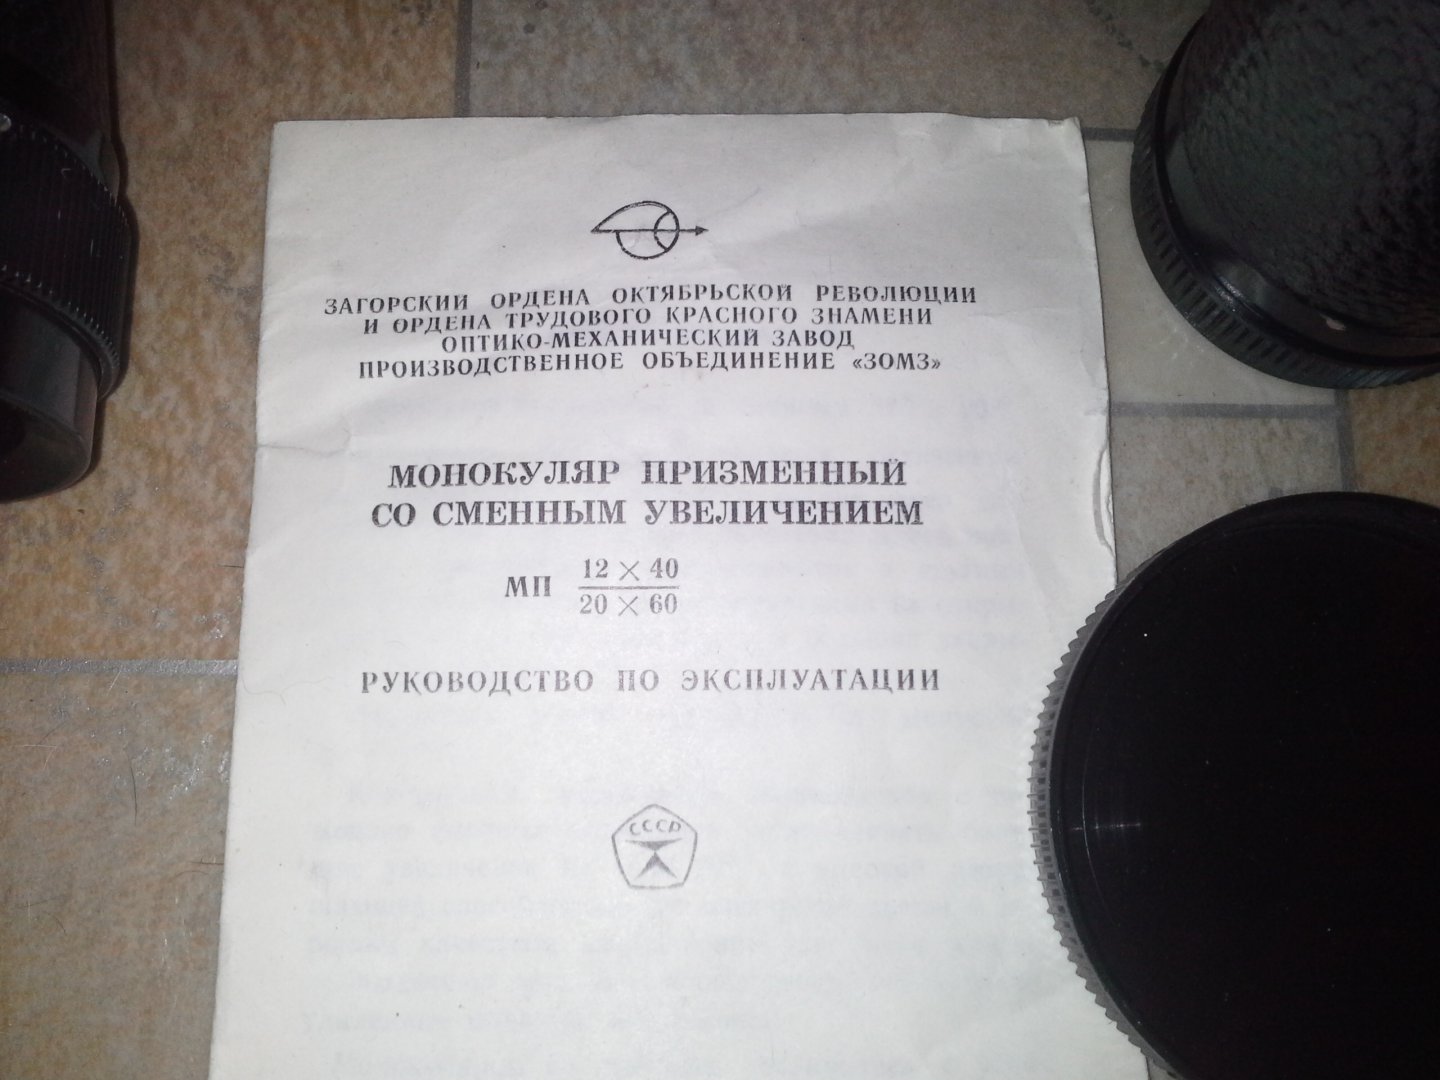 ЗАГОРСКИЙ ОРДЕНА ОКТЯБРЬСКОЙ РЕВОЛЮЦИИ
И ОРДЕНА ТРУДОВОГО КРАСНОГО ЗНАМЕНИ
ОПТИКО-МЕХАНИЧЕСКИЙ ЗАВОД
ПРОИЗВОДСТВЕННОЕ ОБЪЕДИНЕНИЕ «ЗОМЗ»
МОНОКУЛЯР ПРИЗМЕННЫЙ
СО СМЕННЫМ УВЕЛИЧЕНИЕМ
МП 12×40
20×60
РУКОВОДСТВО ПО ЭКСПЛУАТАЦИИ
СССР